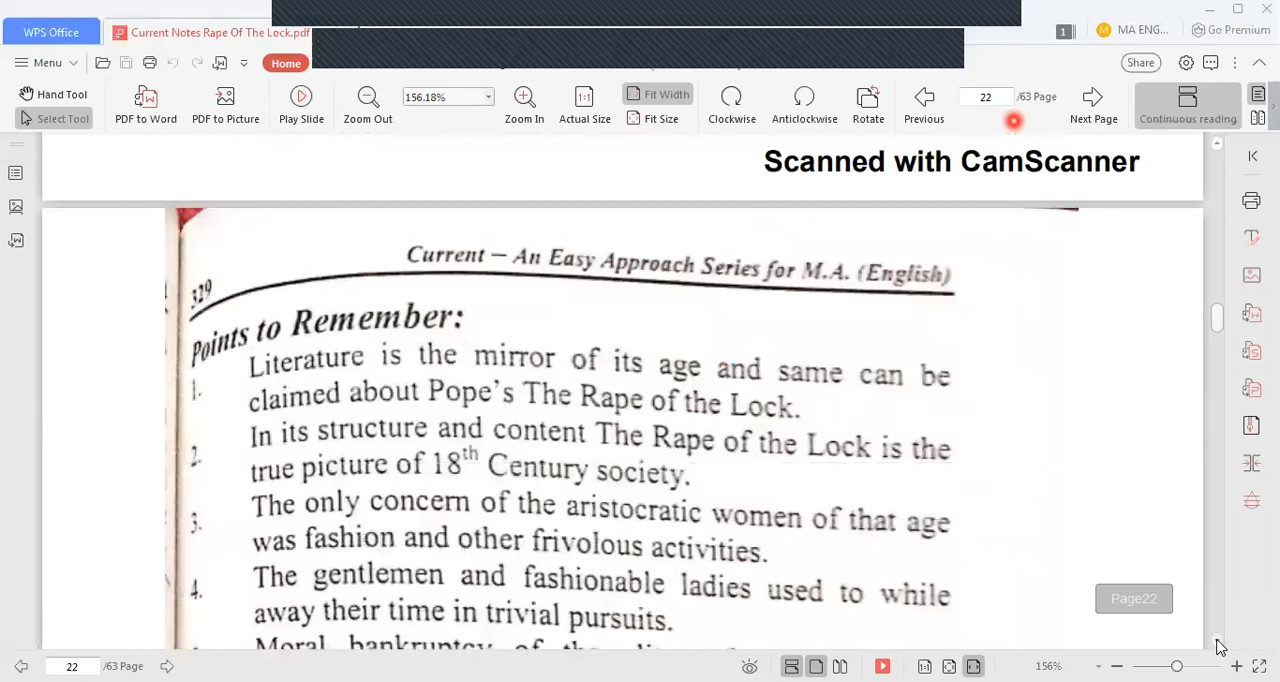 WPS Office
Current Notes Rape Of The Lock.pdf
1
MA ENG...
Go Premium
Menu
Home
Share
Hand Tool
Select Tool
PDF to Word
PDF to Picture
Play Slide
Zoom Out
156.18%
Zoom In
Actual Size
Fit Width
Fit Size
Clockwise
Anticlockwise
Rotate
Previous
22 /63 Page
Next Page
Continuous reading
Scanned with CamScanner
Current – An Easy Approach Series for M.A. (English)
329
Points to Remember:
1. Literature is the mirror of its age and same can be
claimed about Pope's The Rape of the Lock.
2. In its structure and content The Rape of the Lock is the
true picture of 18th Century society.
3. The only concern of the aristocratic women of that age
was fashion and other frivolous activities.
4. The gentlemen and fashionable ladies used to while
away their time in trivial pursuits.
Moral bankruptcy of the
Page22
22 /63 Page
156%